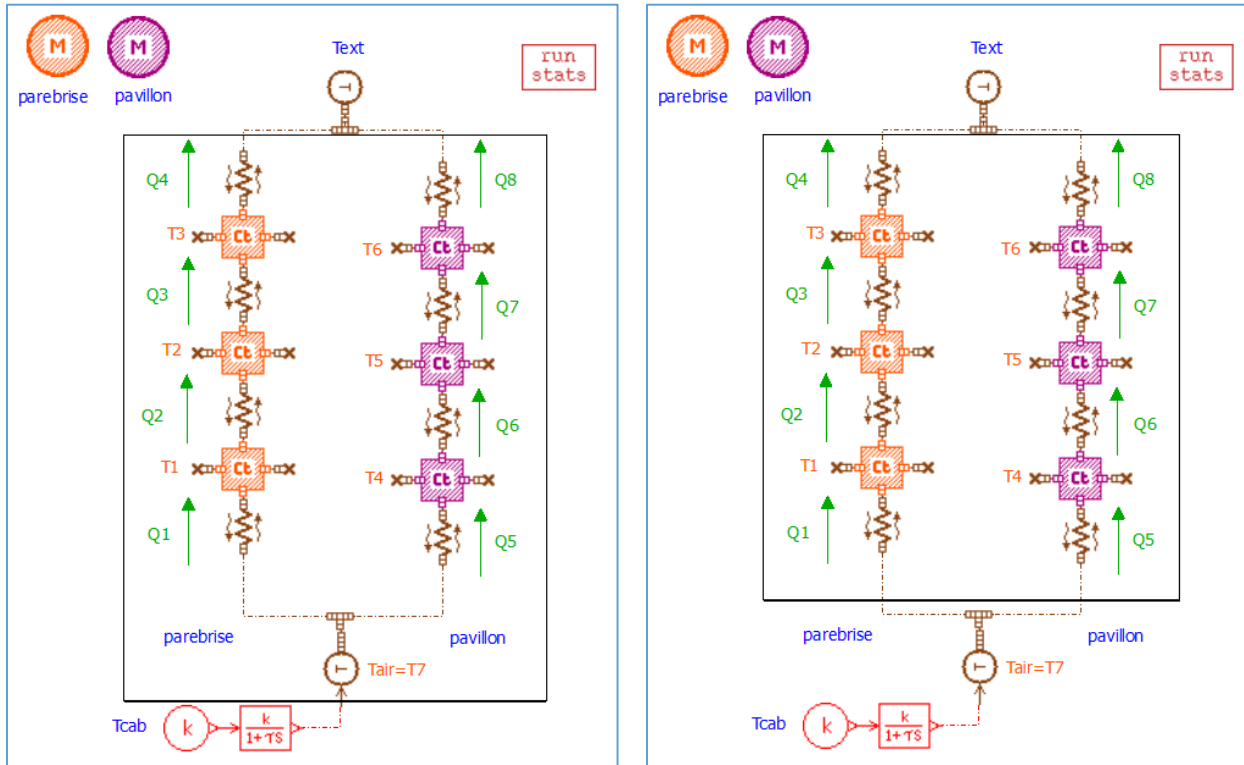 M M
Text
run
stats
parebrise pavillon
Q4 Q8
T3 Ct T6 Ct
Q3 Q7
T2 Ct T5 Ct
Q2 Q6
T1 Ct T4 Ct
Q1 Q5
parebrise pavillon
T Tair=T7
Tcab k k
1+τs
M M
Text
run
stats
parebrise pavillon
Q4 Q8
T3 Ct T6 Ct
Q3 Q7
T2 Ct T5 Ct
Q2 Q6
T1 Ct T4 Ct
Q1 Q5
parebrise pavillon
T Tair=T7
Tcab k k
1+τs